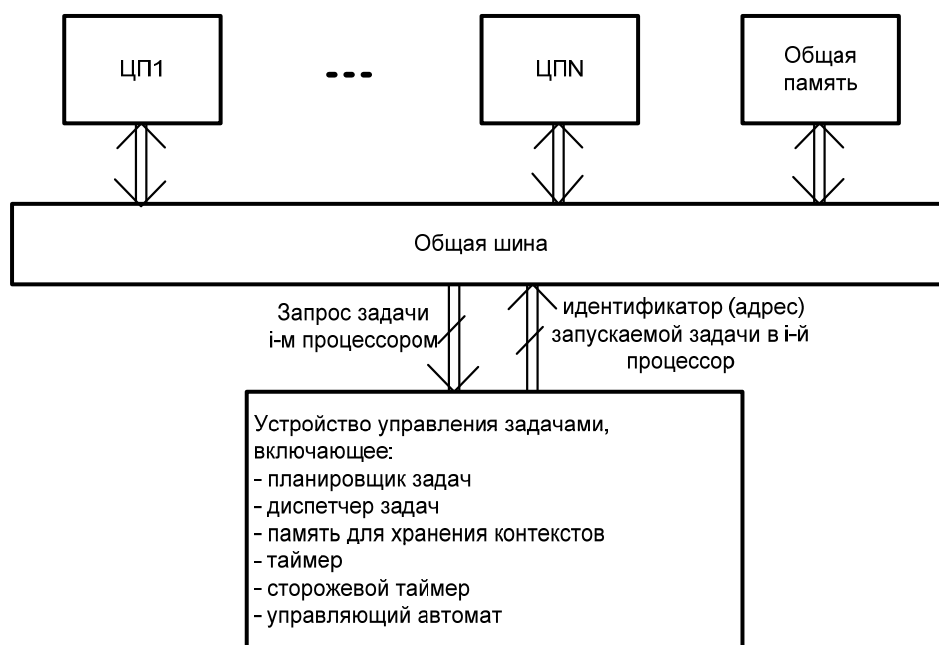 ЦП1
ЦПN
Общая
память
Общая шина
Запрос задачи
i-м процессором
идентификатор (адрес)
запускаемой задачи в i-й
процессор
Устройство управления задачами,
включающее:
- планировщик задач
- диспетчер задач
- память для хранения контекстов
- таймер
- сторожевой таймер
- управляющий автомат